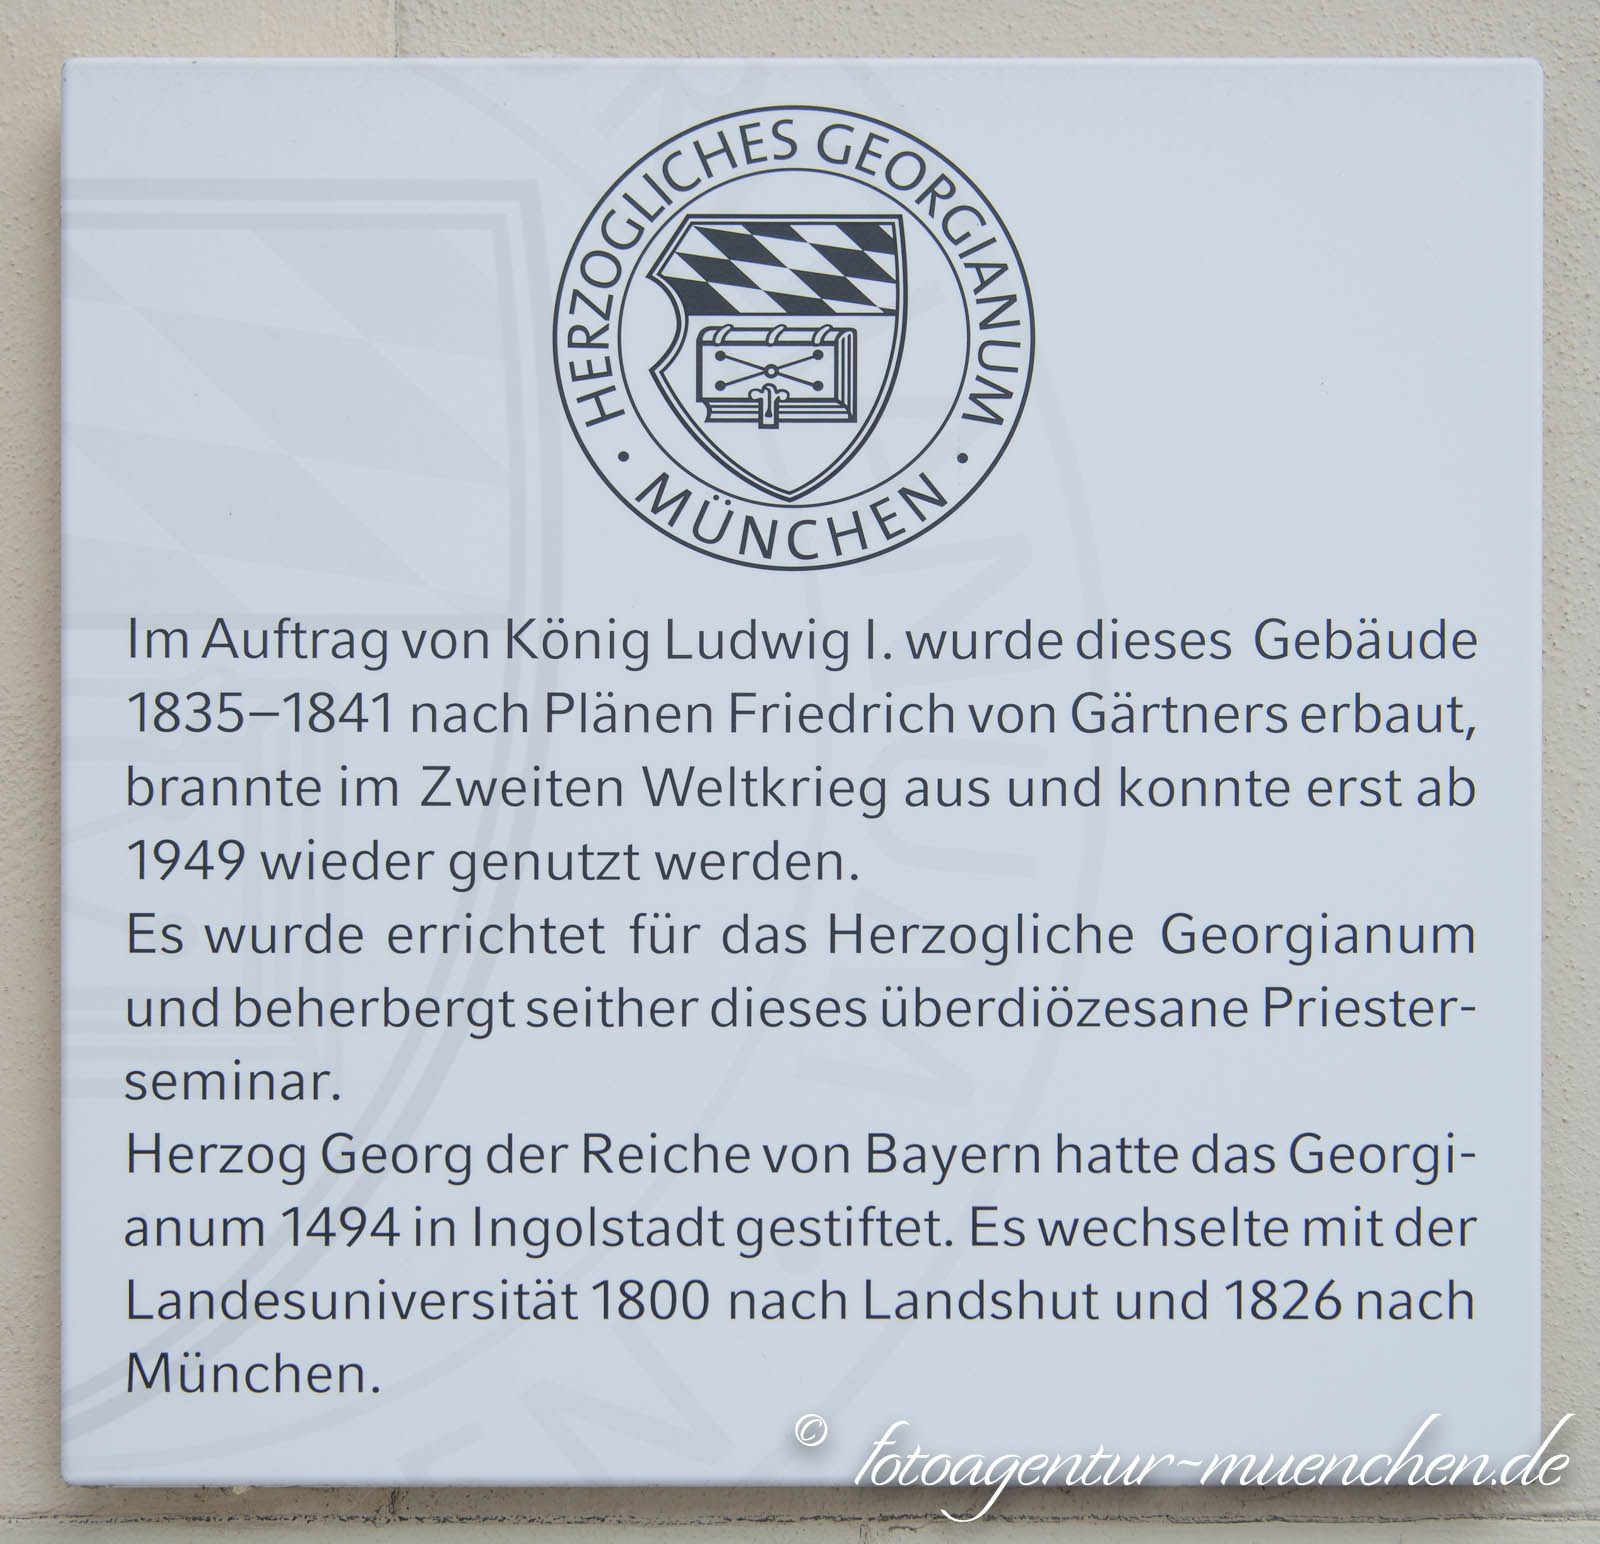 HERZOGLICHES GEORGIANUM
· MÜNCHEN ·
Im Auftrag von König Ludwig I. wurde dieses Gebäude
1835–1841 nach Plänen Friedrich von Gärtners erbaut,
brannte im Zweiten Weltkrieg aus und konnte erst ab
1949 wieder genutzt werden.
Es wurde errichtet für das Herzogliche Georgianum
und beherbergt seither dieses überdiözesane Priester-
seminar.
Herzog Georg der Reiche von Bayern hatte das Georgi-
anum 1494 in Ingolstadt gestiftet. Es wechselte mit der
Landesuniversität 1800 nach Landshut und 1826 nach
München.
© fotoagentur-muenchen.de